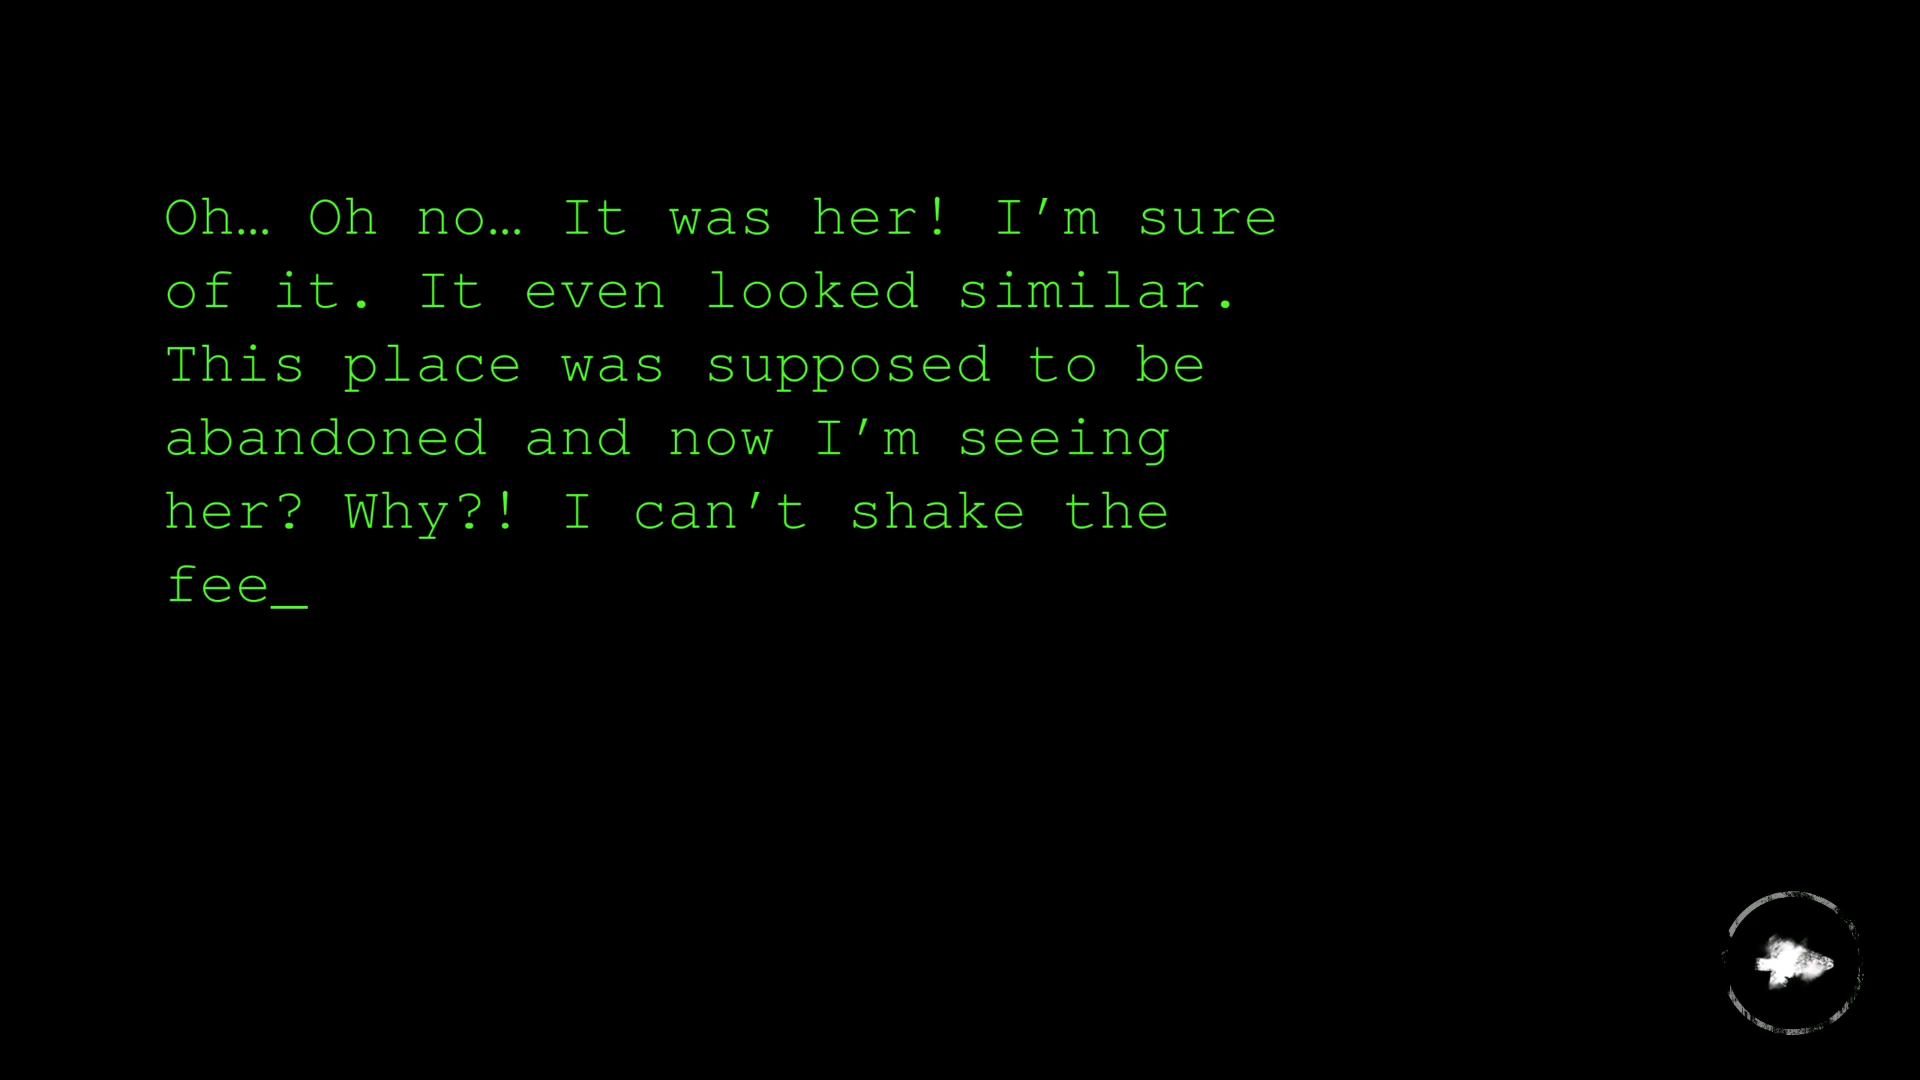 Oh… Oh no… It was her! I’m sure
of it. It even looked similar.
This place was supposed to be
abandoned and now I’m seeing
her? Why?! I can’t shake the
fee_